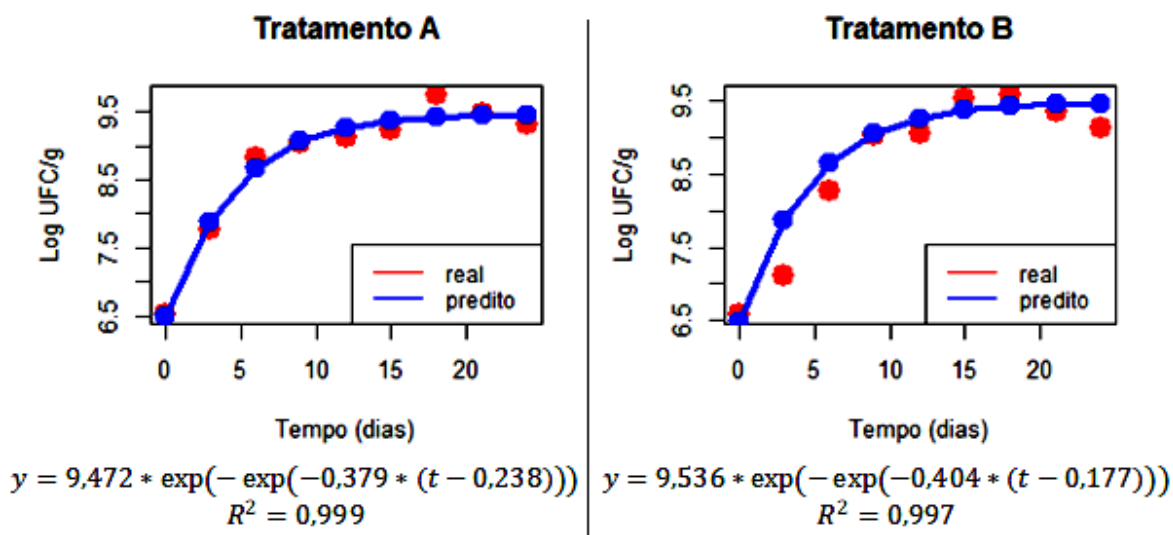 Tratamento A
Log UFC/g
9.5
8.5
7.5
6.5
real
predito
0 5 10 15 20
Tempo (dias)
y = 9,472 * exp(− exp(−0,379 * (t − 0,238)))
R² = 0,999
Tratamento B
Log UFC/g
9.5
8.5
7.5
6.5
real
predito
0 5 10 15 20
Tempo (dias)
y = 9,536 * exp(− exp(−0,404 * (t − 0,177)))
R² = 0,997